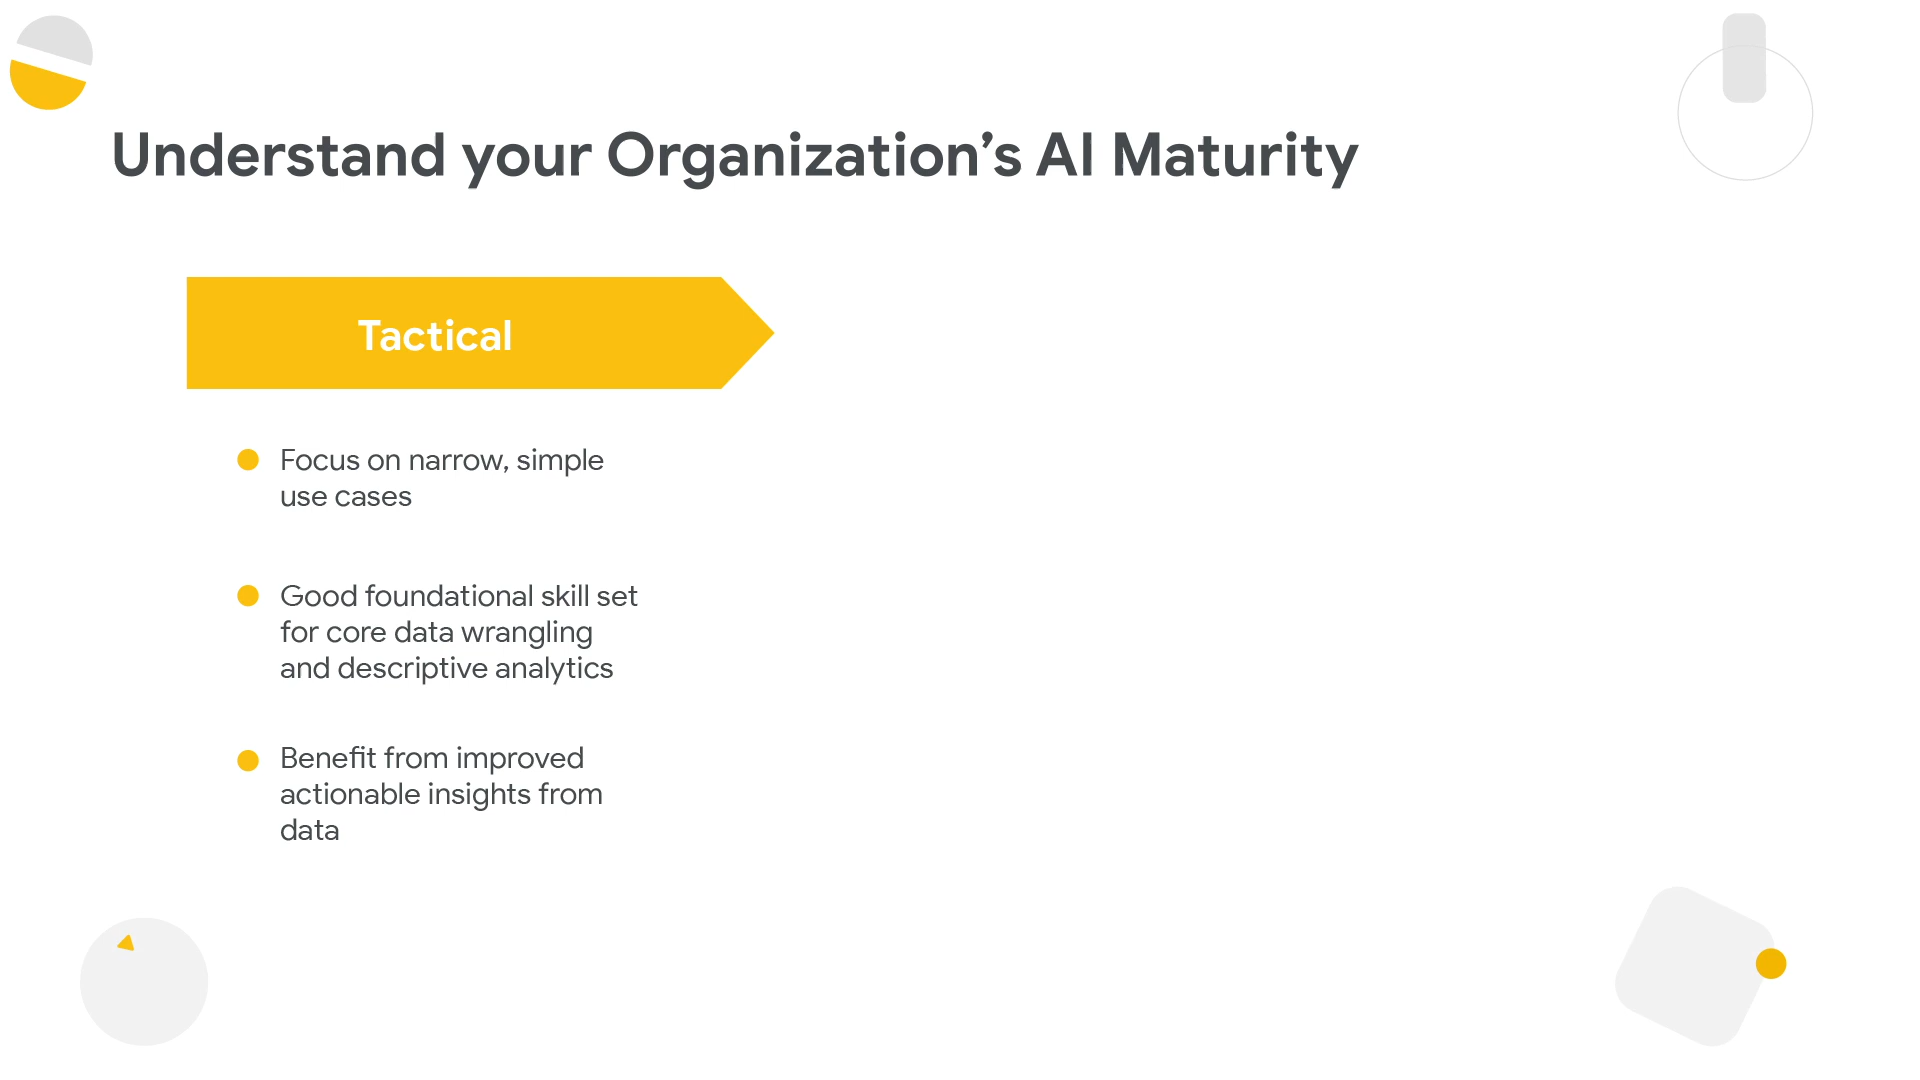 Understand your Organization’s AI Maturity
Tactical
Focus on narrow, simple
use cases
Good foundational skill set
for core data wrangling
and descriptive analytics
Benefit from improved
actionable insights from
data